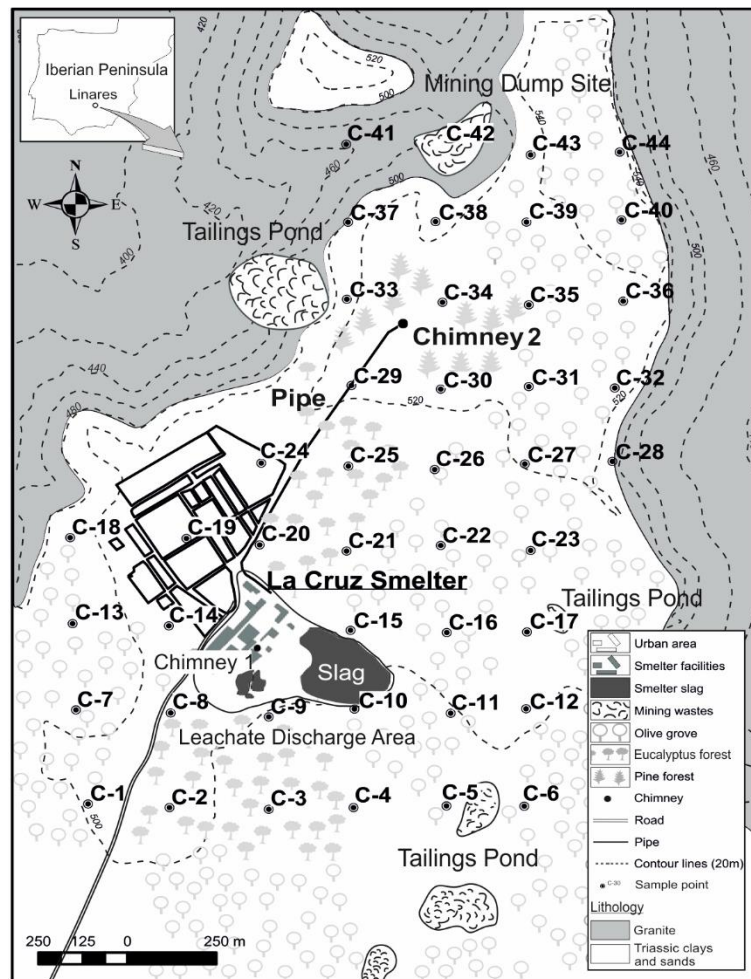 Iberian Peninsula
Linares
420
520
500
Mining Dump Site
C-41
C-42
540
C-43
C-44
460
460
500
540
420
N
W E
S
C-37
C-38
C-39
C-40
Tailings Pond
400
500
C-33
C-34
C-35
C-36
Chimney 2
440
C-29
C-30
C-31
C-32
Pipe
520
520
480
C-24
C-25
C-26
C-27
C-28
C-18
C-19
C-20
C-21
C-22
C-23
La Cruz Smelter
Tailings Pond
C-13
C-14
C-15
C-16
C-17
Chimney 1
Slag
C-7
C-8
C-9
C-10
C-11
C-12
Leachate Discharge Area
C-1
C-2
C-3
C-4
C-5
C-6
500
Tailings Pond
250 125 0 250 m
Urban area
Smelter facilities
Smelter slag
Mining wastes
Olive grove
Eucalyptus forest
Pine forest
Chimney
Road
Pipe
Contour lines (20m)
C-30 Sample point
Lithology
Granite
Triassic clays
and sands